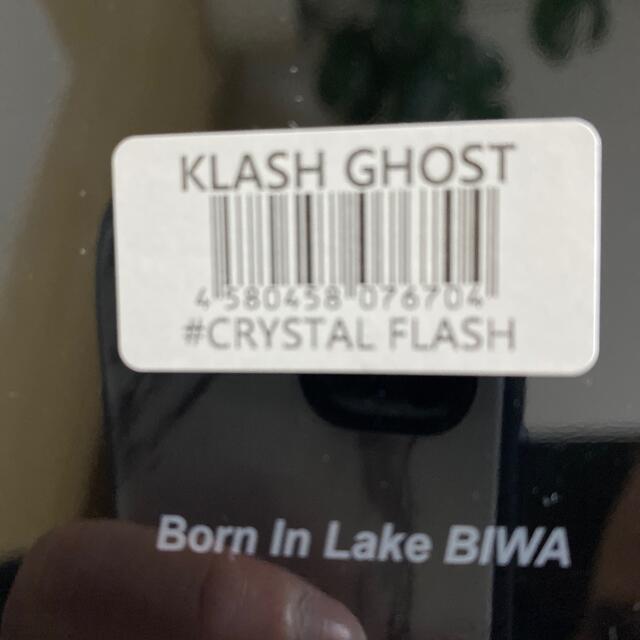 KLASH GHOST
4 580458 076704
#CRYSTAL FLASH
Born In Lake BIWA